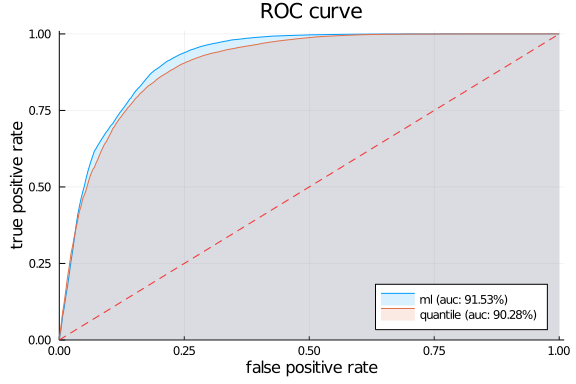 ROC curve
true positive rate
1.00
0.75
0.50
0.25
0.00
0.00 0.25 0.50 0.75 1.00
false positive rate
ml (auc: 91.53%)
quantile (auc: 90.28%)